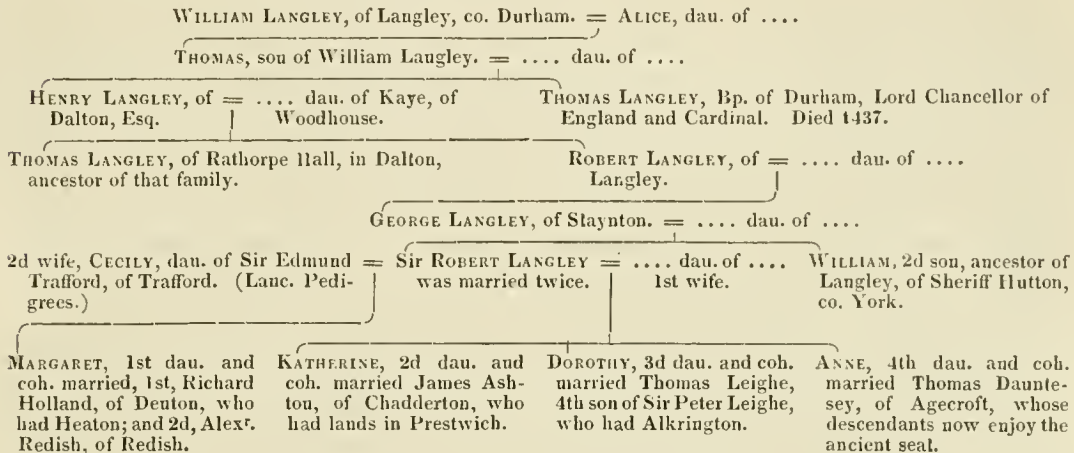 WILLIAM LANGLEY, of Langley, co. Durham. = ALICE, dau. of ....
THOMAS, son of William Langley. = .... dau. of ....
HENRY LANGLEY, of = .... dau. of Kaye, of
Dalton, Esq. Woodhouse.
THOMAS LANGLEY, Bp. of Durham, Lord Chancellor of
England and Cardinal. Died 1437.
THOMAS LANGLEY, of Rathorpe Hall, in Dalton,
ancestor of that family.
ROBERT LANGLEY, of = .... dau. of ....
Langley.
GEORGE LANGLEY, of Staynton. = .... dau. of ....
2d wife, CECILY, dau. of Sir Edmund = Sir ROBERT LANGLEY = .... dau. of ....
Trafford, of Trafford. (Lanc. Pedi- was married twice. 1st wife.
grees.)
WILLIAM, 2d son, ancestor of
Langley, of Sheriff Hutton,
co. York.
MARGARET, 1st dau. and
coh. married, 1st, Richard
Holland, of Denton, who
had Heaton; and 2d, Alexr.
Redish, of Redish.
KATHERINE, 2d dau. and
coh. married James Ash-
ton, of Chadderton, who
had lands in Prestwich.
DOROTHY, 3d dau. and coh.
married Thomas Leighe,
4th son of Sir Peter Leighe,
who had Alkrington.
ANNE, 4th dau. and coh.
married Thomas Daunte-
sey, of Agecroft, whose
descendants now enjoy the
ancient seat.